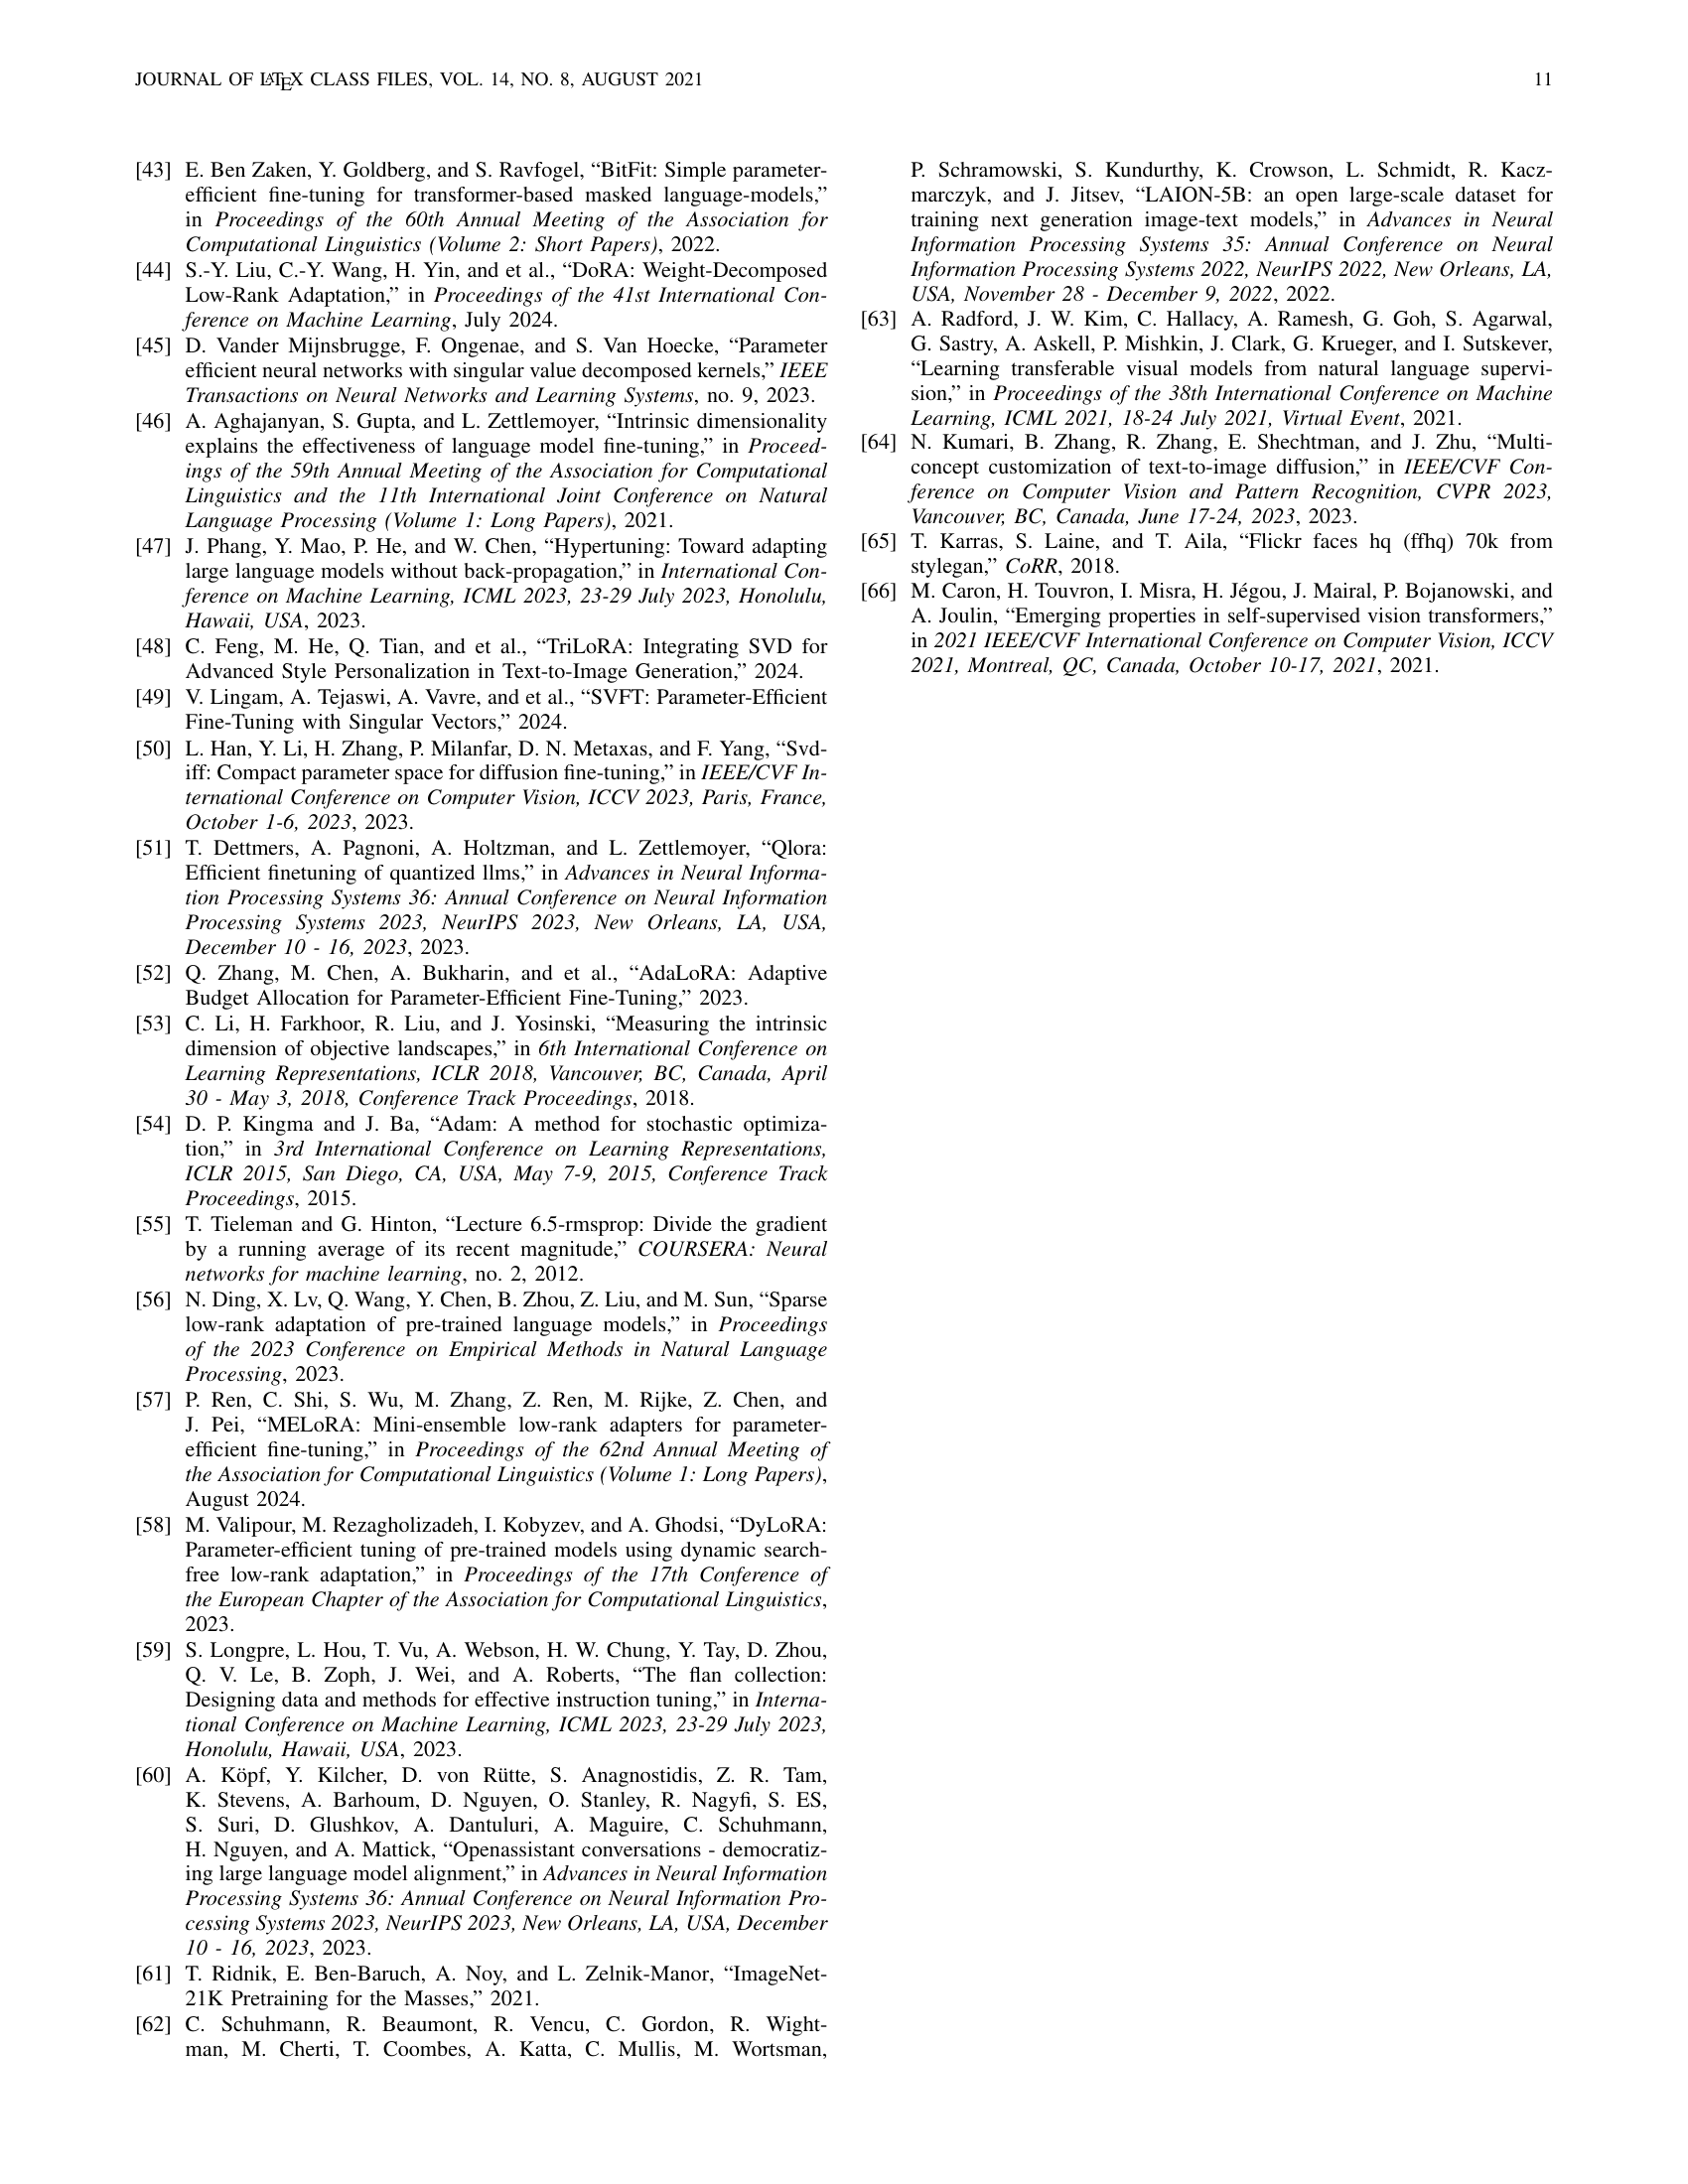 JOURNAL OF LATEX CLASS FILES, VOL. 14, NO. 8, AUGUST 2021
11
[43] E. Ben Zaken, Y. Goldberg, and S. Ravfogel, “BitFit: Simple parameter-
efficient fine-tuning for transformer-based masked language-models,”
in Proceedings of the 60th Annual Meeting of the Association for
Computational Linguistics (Volume 2: Short Papers), 2022.
[44] S.-Y. Liu, C.-Y. Wang, H. Yin, and et al., “DoRA: Weight-Decomposed
Low-Rank Adaptation,” in Proceedings of the 41st International Con-
ference on Machine Learning, July 2024.
[45] D. Vander Mijnsbrugge, F. Ongenae, and S. Van Hoecke, “Parameter
efficient neural networks with singular value decomposed kernels,” IEEE
Transactions on Neural Networks and Learning Systems, no. 9, 2023.
[46] A. Aghajanyan, S. Gupta, and L. Zettlemoyer, “Intrinsic dimensionality
explains the effectiveness of language model fine-tuning,” in Proceed-
ings of the 59th Annual Meeting of the Association for Computational
Linguistics and the 11th International Joint Conference on Natural
Language Processing (Volume 1: Long Papers), 2021.
[47] J. Phang, Y. Mao, P. He, and W. Chen, “Hypertuning: Toward adapting
large language models without back-propagation,” in International Con-
ference on Machine Learning, ICML 2023, 23-29 July 2023, Honolulu,
Hawaii, USA, 2023.
[48] C. Feng, M. He, Q. Tian, and et al., “TriLoRA: Integrating SVD for
Advanced Style Personalization in Text-to-Image Generation,” 2024.
[49] V. Lingam, A. Tejaswi, A. Vavre, and et al., “SVFT: Parameter-Efficient
Fine-Tuning with Singular Vectors,” 2024.
[50] L. Han, Y. Li, H. Zhang, P. Milanfar, D. N. Metaxas, and F. Yang, “Svd-
iff: Compact parameter space for diffusion fine-tuning,” in IEEE/CVF In-
ternational Conference on Computer Vision, ICCV 2023, Paris, France,
October 1-6, 2023, 2023.
[51] T. Dettmers, A. Pagnoni, A. Holtzman, and L. Zettlemoyer, “Qlora:
Efficient finetuning of quantized llms,” in Advances in Neural Informa-
tion Processing Systems 36: Annual Conference on Neural Information
Processing Systems 2023, NeurIPS 2023, New Orleans, LA, USA,
December 10 - 16, 2023, 2023.
[52] Q. Zhang, M. Chen, A. Bukharin, and et al., “AdaLoRA: Adaptive
Budget Allocation for Parameter-Efficient Fine-Tuning,” 2023.
[53] C. Li, H. Farkhoor, R. Liu, and J. Yosinski, “Measuring the intrinsic
dimension of objective landscapes,” in 6th International Conference on
Learning Representations, ICLR 2018, Vancouver, BC, Canada, April
30 - May 3, 2018, Conference Track Proceedings, 2018.
[54] D. P. Kingma and J. Ba, “Adam: A method for stochastic optimiza-
tion,” in 3rd International Conference on Learning Representations,
ICLR 2015, San Diego, CA, USA, May 7-9, 2015, Conference Track
Proceedings, 2015.
[55] T. Tieleman and G. Hinton, “Lecture 6.5-rmsprop: Divide the gradient
by a running average of its recent magnitude,” COURSERA: Neural
networks for machine learning, no. 2, 2012.
[56] N. Ding, X. Lv, Q. Wang, Y. Chen, B. Zhou, Z. Liu, and M. Sun, “Sparse
low-rank adaptation of pre-trained language models,” in Proceedings
of the 2023 Conference on Empirical Methods in Natural Language
Processing, 2023.
[57] P. Ren, C. Shi, S. Wu, M. Zhang, Z. Ren, M. Rijke, Z. Chen, and
J. Pei, “MELoRA: Mini-ensemble low-rank adapters for parameter-
efficient fine-tuning,” in Proceedings of the 62nd Annual Meeting of
the Association for Computational Linguistics (Volume 1: Long Papers),
August 2024.
[58] M. Valipour, M. Rezagholizadeh, I. Kobyzev, and A. Ghodsi, “DyLoRA:
Parameter-efficient tuning of pre-trained models using dynamic search-
free low-rank adaptation,” in Proceedings of the 17th Conference of
the European Chapter of the Association for Computational Linguistics,
2023.
[59] S. Longpre, L. Hou, T. Vu, A. Webson, H. W. Chung, Y. Tay, D. Zhou,
Q. V. Le, B. Zoph, J. Wei, and A. Roberts, “The flan collection:
Designing data and methods for effective instruction tuning,” in Interna-
tional Conference on Machine Learning, ICML 2023, 23-29 July 2023,
Honolulu, Hawaii, USA, 2023.
[60] A. Köpf, Y. Kilcher, D. von Rütte, S. Anagnostidis, Z. R. Tam,
K. Stevens, A. Barhoum, D. Nguyen, O. Stanley, R. Nagyfi, S. ES,
S. Suri, D. Glushkov, A. Dantuluri, A. Maguire, C. Schuhmann,
H. Nguyen, and A. Mattick, “Openassistant conversations - democratiz-
ing large language model alignment,” in Advances in Neural Information
Processing Systems 36: Annual Conference on Neural Information Pro-
cessing Systems 2023, NeurIPS 2023, New Orleans, LA, USA, December
10 - 16, 2023, 2023.
[61] T. Ridnik, E. Ben-Baruch, A. Noy, and L. Zelnik-Manor, “ImageNet-
21K Pretraining for the Masses,” 2021.
[62] C. Schuhmann, R. Beaumont, R. Vencu, C. Gordon, R. Wight-
man, M. Cherti, T. Coombes, A. Katta, C. Mullis, M. Wortsman,
P. Schramowski, S. Kundurthy, K. Crowson, L. Schmidt, R. Kacz-
marczyk, and J. Jitsev, “LAION-5B: an open large-scale dataset for
training next generation image-text models,” in Advances in Neural
Information Processing Systems 35: Annual Conference on Neural
Information Processing Systems 2022, NeurIPS 2022, New Orleans, LA,
USA, November 28 - December 9, 2022, 2022.
[63] A. Radford, J. W. Kim, C. Hallacy, A. Ramesh, G. Goh, S. Agarwal,
G. Sastry, A. Askell, P. Mishkin, J. Clark, G. Krueger, and I. Sutskever,
“Learning transferable visual models from natural language supervi-
sion,” in Proceedings of the 38th International Conference on Machine
Learning, ICML 2021, 18-24 July 2021, Virtual Event, 2021.
[64] N. Kumari, B. Zhang, R. Zhang, E. Shechtman, and J. Zhu, “Multi-
concept customization of text-to-image diffusion,” in IEEE/CVF Con-
ference on Computer Vision and Pattern Recognition, CVPR 2023,
Vancouver, BC, Canada, June 17-24, 2023, 2023.
[65] T. Karras, S. Laine, and T. Aila, “Flickr faces hq (ffhq) 70k from
stylegan,” CoRR, 2018.
[66] M. Caron, H. Touvron, I. Misra, H. Jégou, J. Mairal, P. Bojanowski, and
A. Joulin, “Emerging properties in self-supervised vision transformers,”
in 2021 IEEE/CVF International Conference on Computer Vision, ICCV
2021, Montreal, QC, Canada, October 10-17, 2021, 2021.